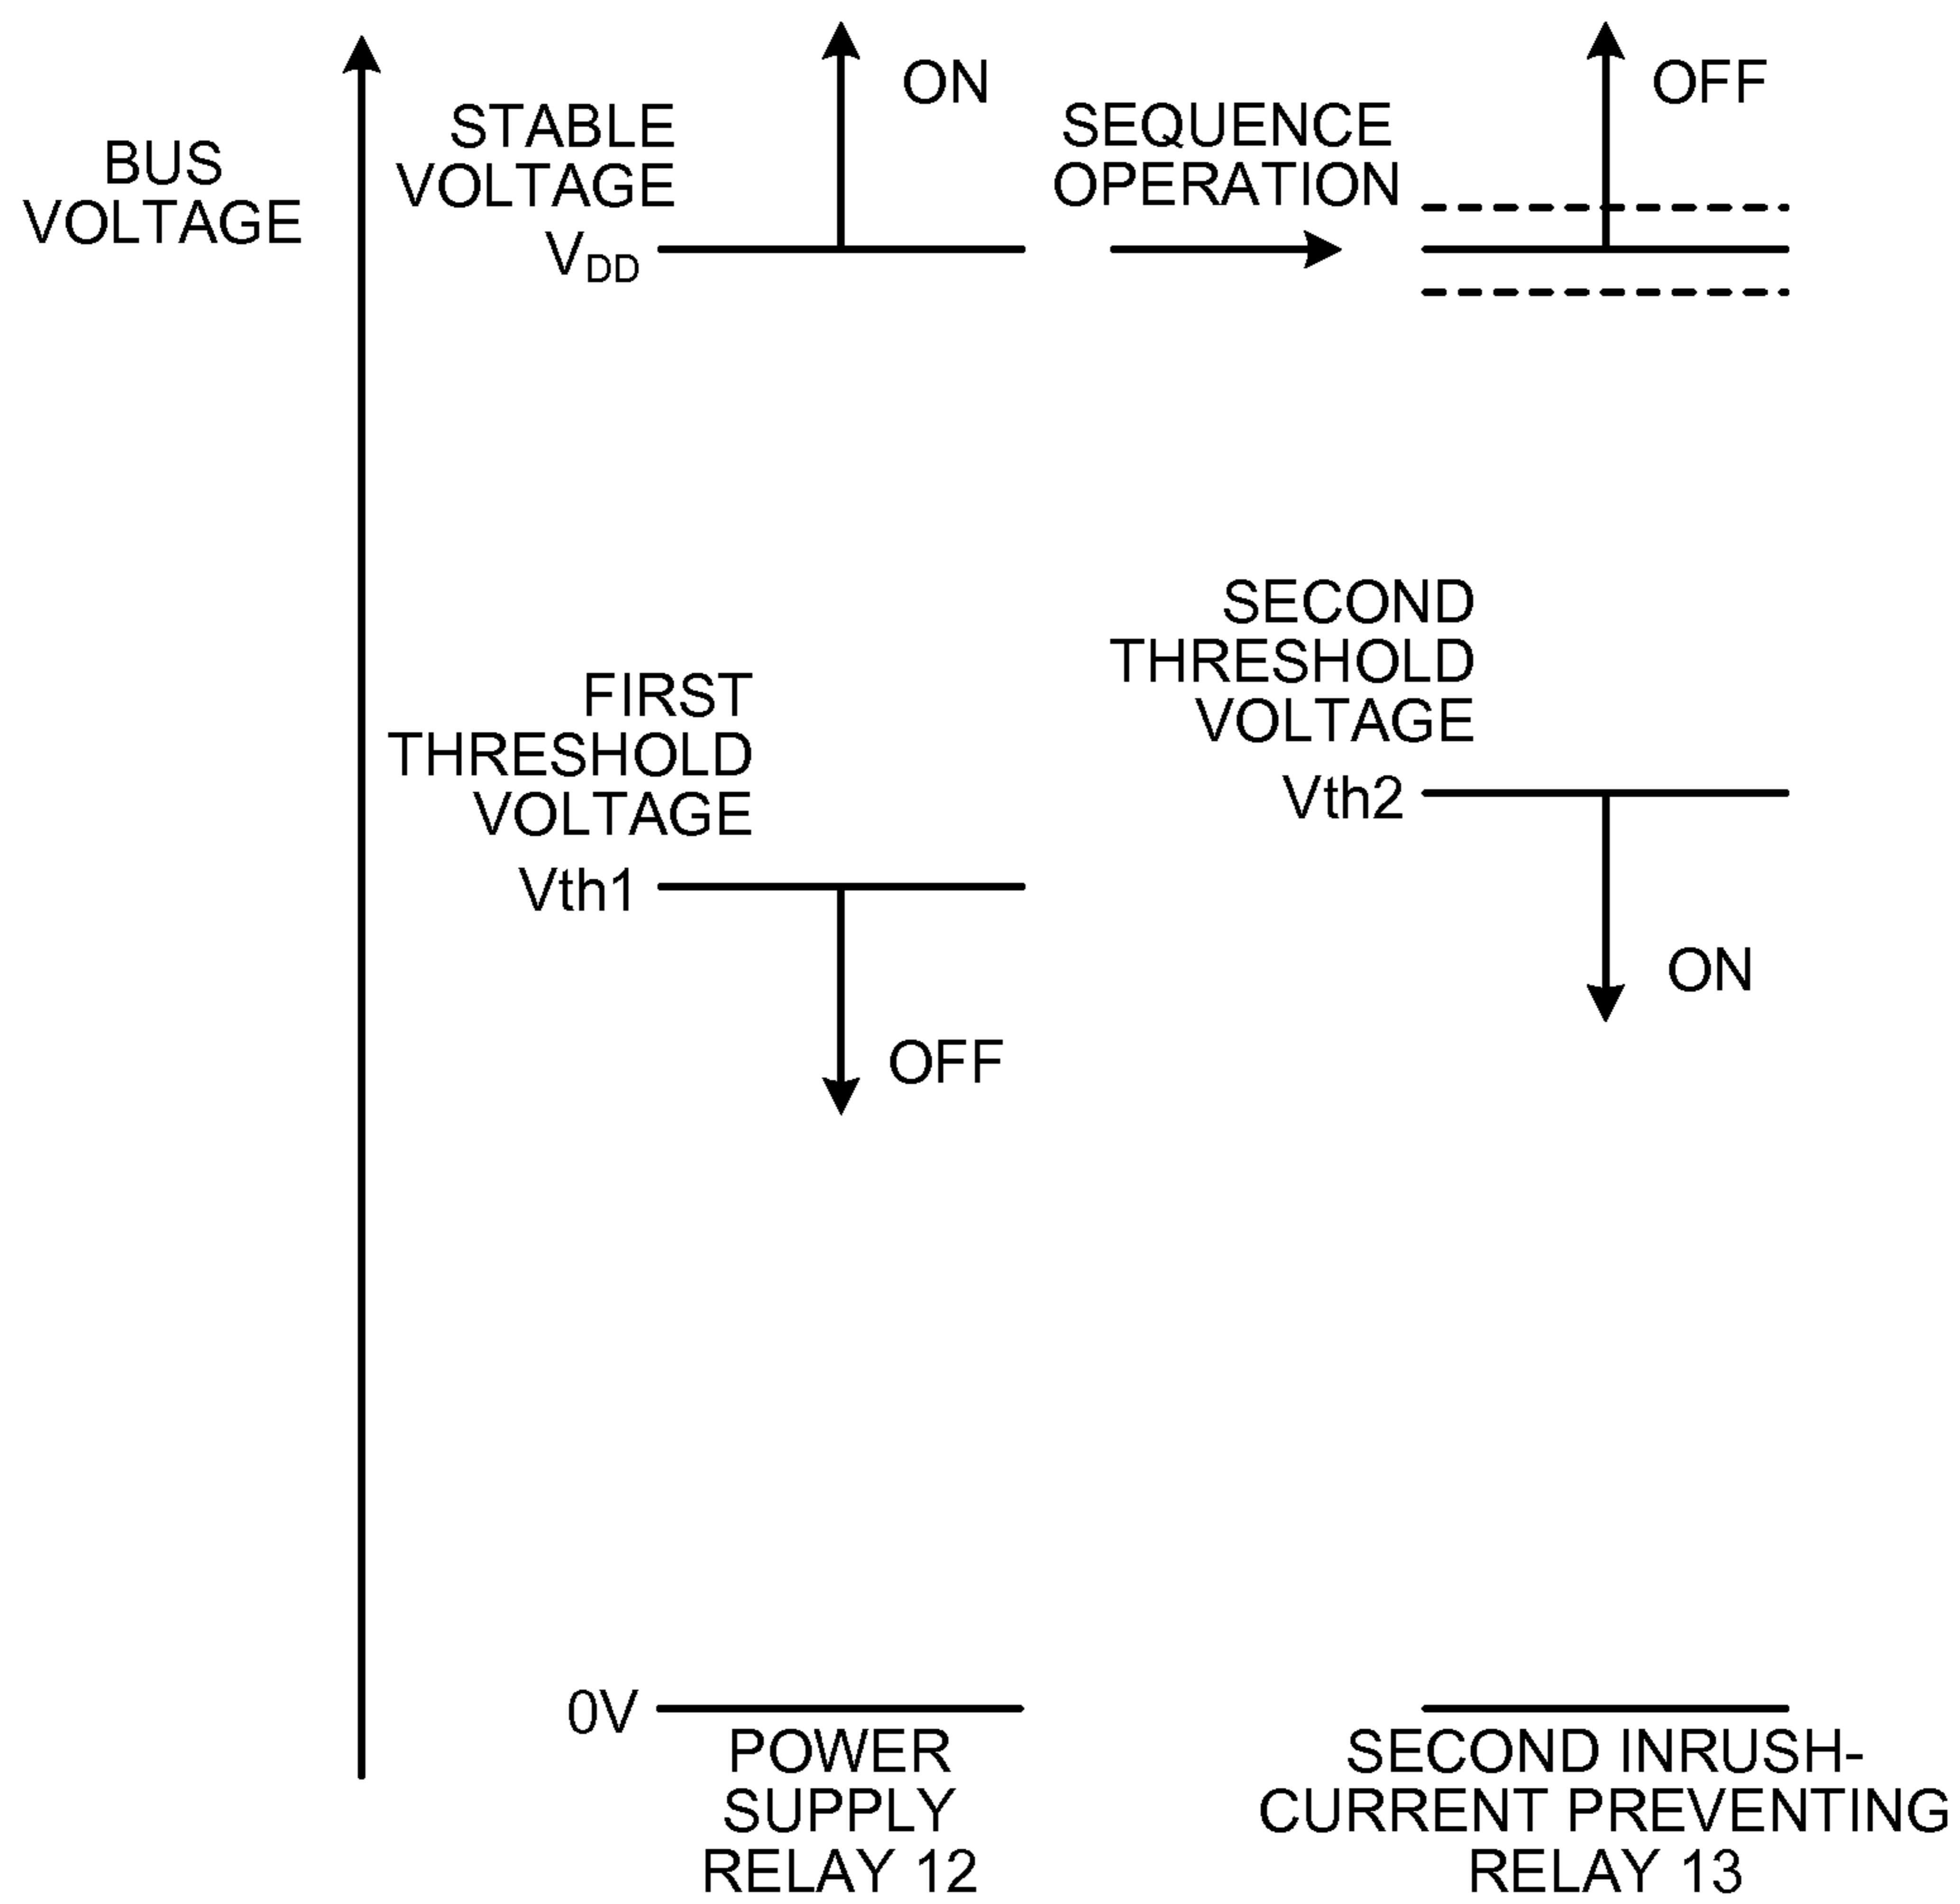 BUS
VOLTAGE
STABLE
VOLTAGE
VDD
ON
SEQUENCE
OPERATION
OFF
FIRST
THRESHOLD
VOLTAGE
Vth1
OFF
SECOND
THRESHOLD
VOLTAGE
Vth2
ON
0V
POWER
SUPPLY
RELAY 12
SECOND INRUSH-
CURRENT PREVENTING
RELAY 13